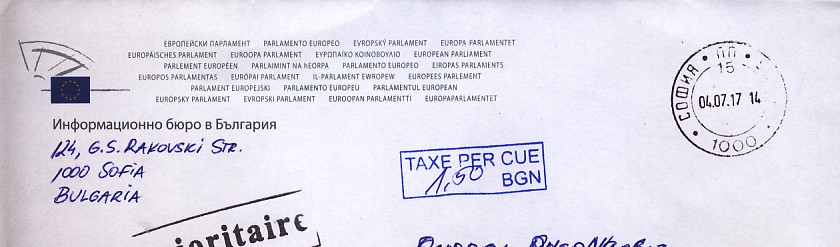 ЕВРОПЕЙСКИ ПАРЛАМЕНТ PARLAMENTO EUROPEO EVROPSKÝ PARLAMENT EUROPA PARLAMENTET
EUROPÄISCHES PARLAMENT EUROOPA PARLAMENT ΕΥΡΩΠΑΪΚΟ ΚΟΙΝΟΒΟΥΛΙΟ EUROPEAN PARLIAMENT
PARLEMENT EUROPÉEN PARLAIMINT NA hEORPA PARLAMENTO EUROPEO EIROPAS PARLAMENTS
EUROPOS PARLAMENTAS EURÓPAI PARLAMENT IL-PARLAMENT EWROPEW EUROPEES PARLEMENT
PARLAMENT EUROPEJSKI PARLAMENTO EUROPEU PARLAMENTUL EUROPEAN
EURÓPSKY PARLAMENT EVROPSKI PARLAMENT EUROOPAN PARLAMENTTI EUROPAPARLAMENTET
Информационно бюро в България
124, G.S. RAKOVSKI STR.
1000 SOFIA
BULGARIA
TAXE PER CUE
1,50 BGN
СОФИЯ ПП
15
04.07.17 14
1000
oritaire